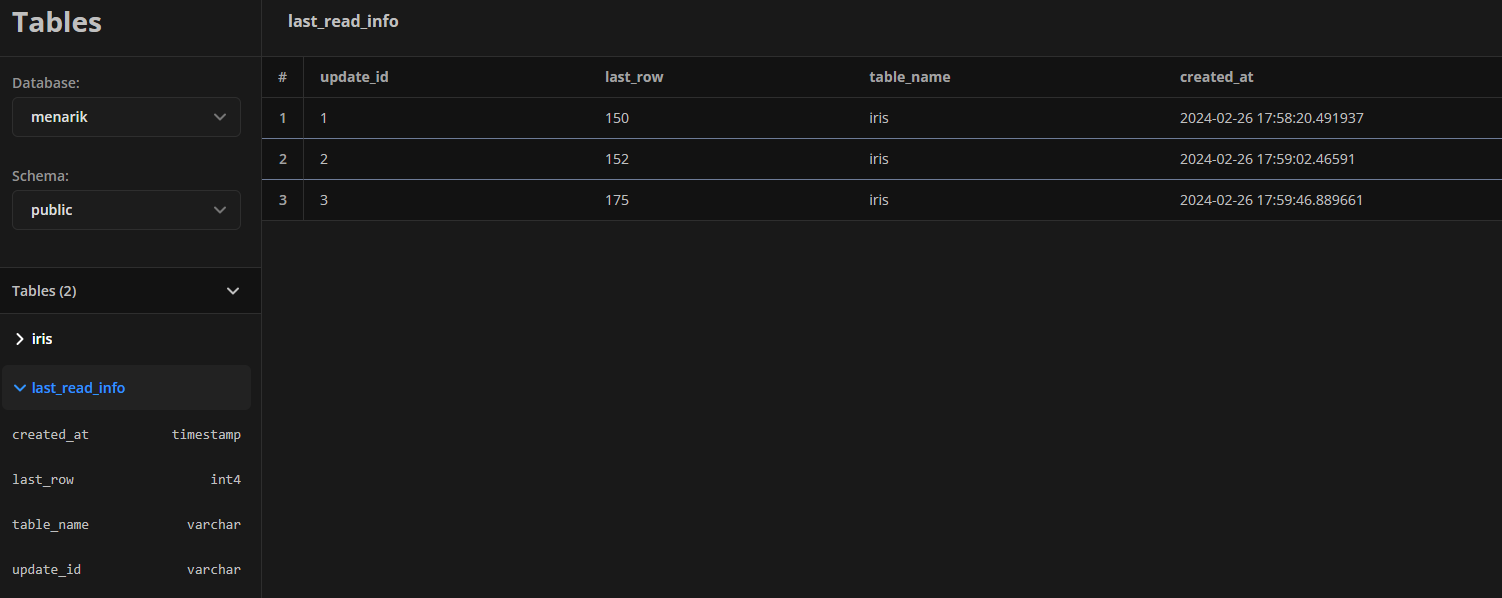 Tables
Database:
menarik
Schema:
public
Tables (2)
iris
last_read_info
created_at timestamp
last_row int4
table_name varchar
update_id varchar
last_read_info
# update_id last_row table_name created_at
1 1 150 iris 2024-02-26 17:58:20.491937
2 2 152 iris 2024-02-26 17:59:02.46591
3 3 175 iris 2024-02-26 17:59:46.889661